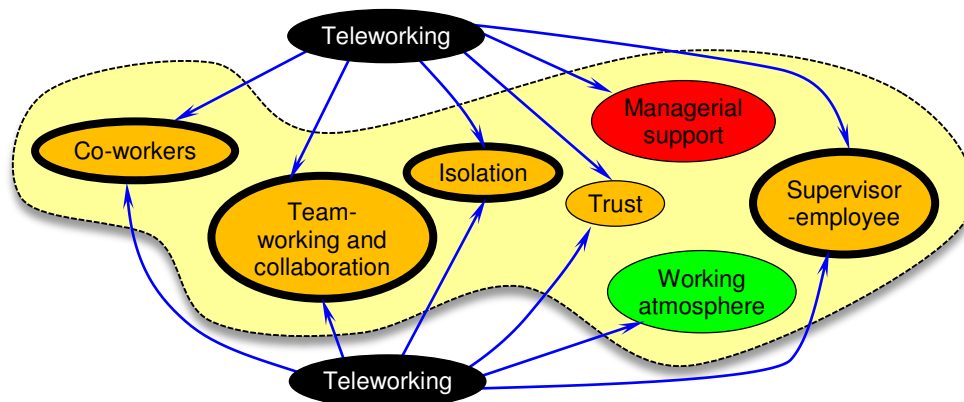 Teleworking
Managerial
support
Co-workers
Isolation
Team-
working and
collaboration
Trust
Supervisor
-employee
Working
atmosphere
Teleworking